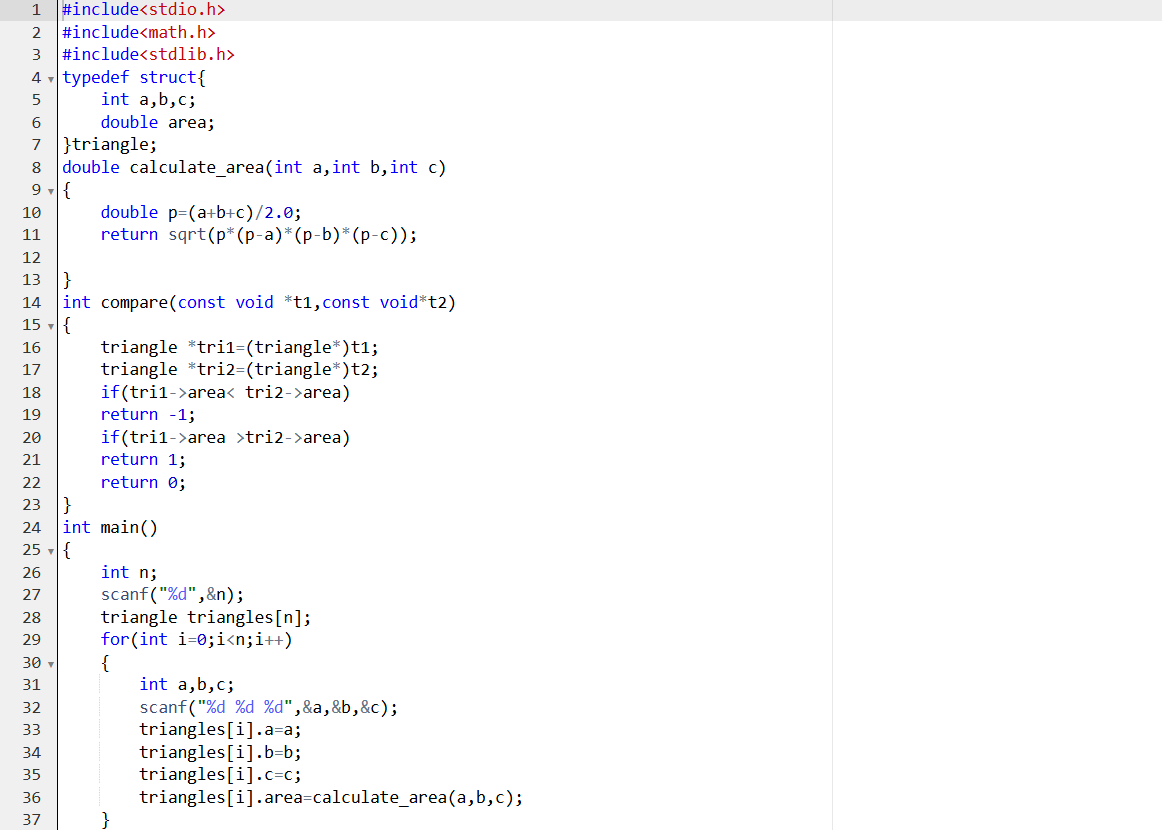 1 #include<stdio.h>
2 #include<math.h>
3 #include<stdlib.h>
4 typedef struct{
5     int a,b,c;
6     double area;
7 }triangle;
8 double calculate_area(int a,int b,int c)
9 {
10     double p=(a+b+c)/2.0;
11     return sqrt(p*(p-a)*(p-b)*(p-c));
12
13 }
14 int compare(const void *t1,const void*t2)
15 {
16     triangle *tri1=(triangle*)t1;
17     triangle *tri2=(triangle*)t2;
18     if(tri1->area< tri2->area)
19     return -1;
20     if(tri1->area >tri2->area)
21     return 1;
22     return 0;
23 }
24 int main()
25 {
26     int n;
27     scanf("%d",&n);
28     triangle triangles[n];
29     for(int i=0;i<n;i++)
30     {
31         int a,b,c;
32         scanf("%d %d %d",&a,&b,&c);
33         triangles[i].a=a;
34         triangles[i].b=b;
35         triangles[i].c=c;
36         triangles[i].area=calculate_area(a,b,c);
37     }